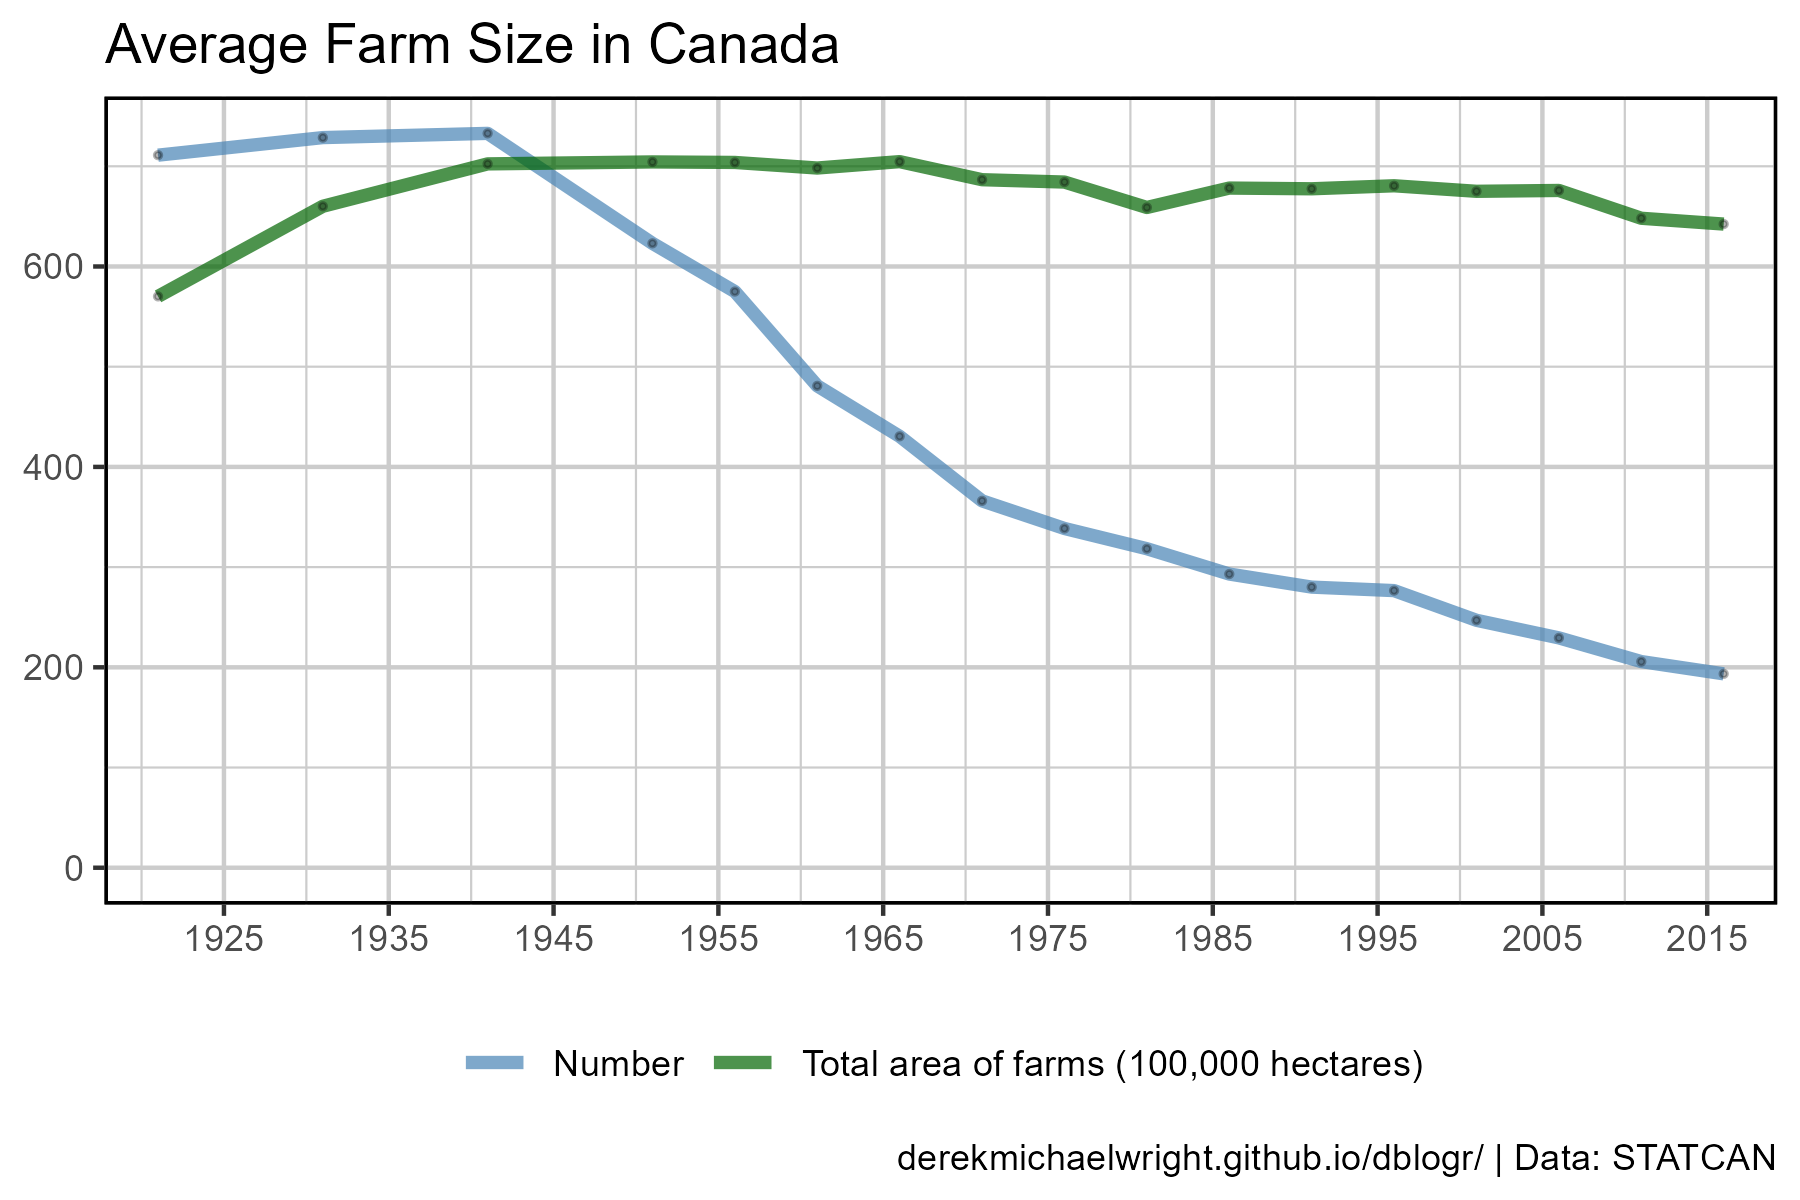 Average Farm Size in Canada
600
400
200
0
1925 1935 1945 1955 1965 1975 1985 1995 2005 2015
Number Total area of farms (100,000 hectares)
derekmichaelwright.github.io/dblogr/ | Data: STATCAN